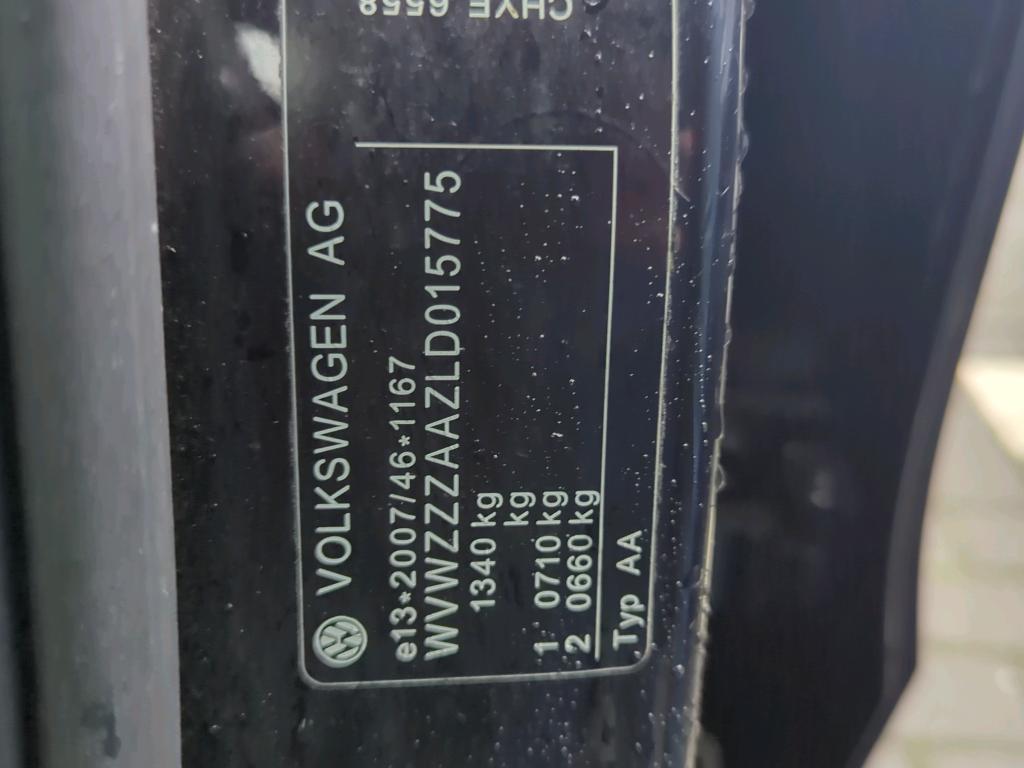 VOLKSWAGEN AG
e13*2007/46*1167
WVWZZZAAZLD015775
1340 kg
kg
1 0710 kg
2 0660 kg
Typ AA
CHYE 6558